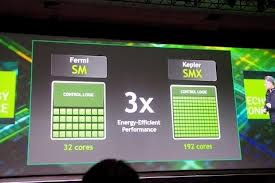 Fermi
SM
CONTROL LOGIC
32 cores
3x
Energy-Efficient
Performance
Kepler
SMX
CONTROL LOGIC
192 cores